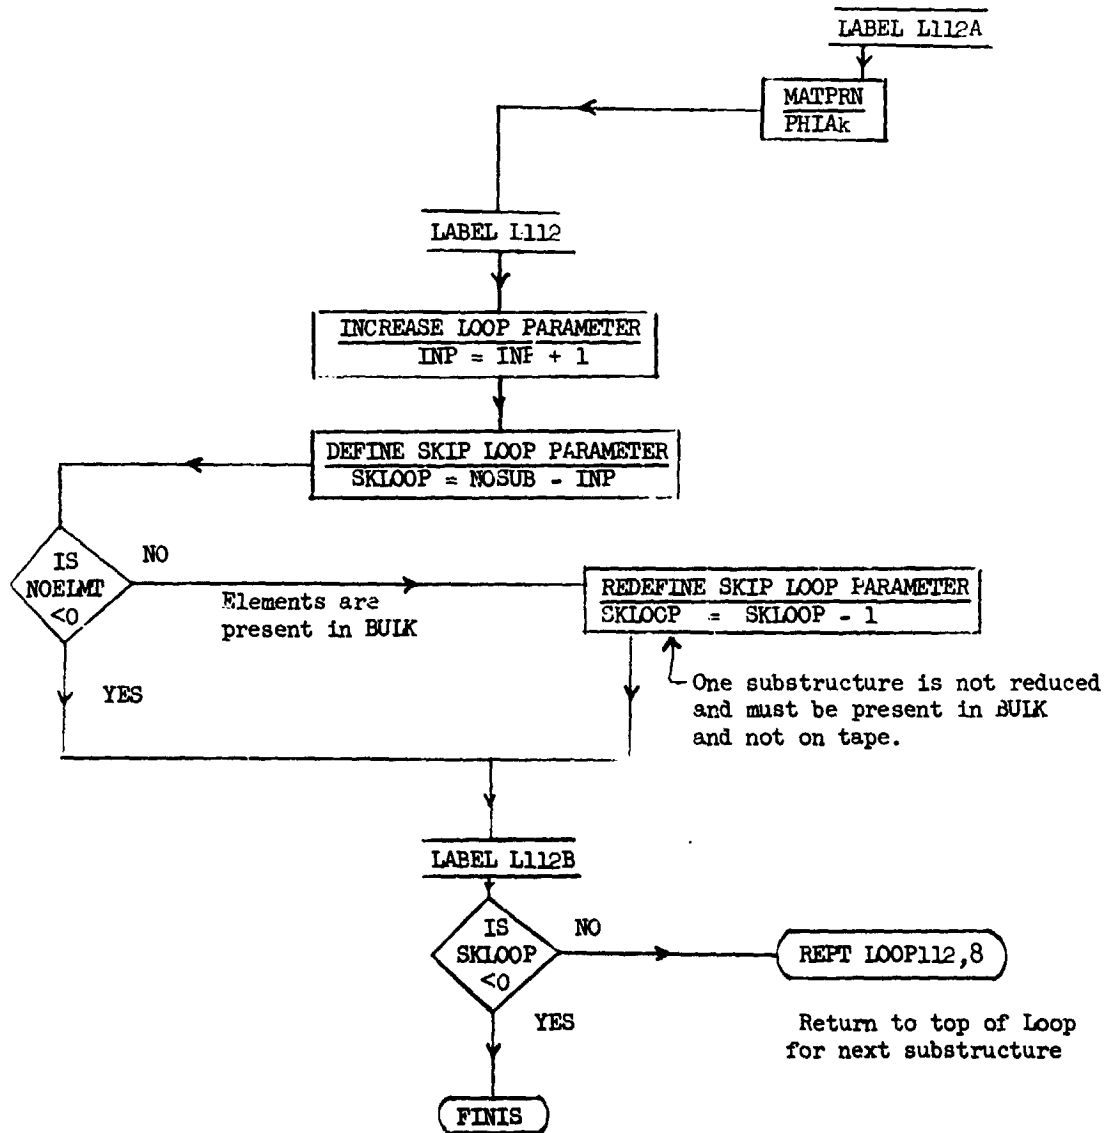 LABEL L112A
MATPRN
PHIAk
LABEL L112
INCREASE LOOP PARAMETER
INP = INP + 1
DEFINE SKIP LOOP PARAMETER
SKLOOP = NOSUB - INP
IS
NOELMT
<0
NO
Elements are
present in BULK
REDEFINE SKIP LOOP PARAMETER
SKLOOP = SKLOOP - 1
YES
One substructure is not reduced
and must be present in BULK
and not on tape.
LABEL L112B
IS
SKLOOP
<0
NO
REPT LOOP112,8
YES
Return to top of Loop
for next substructure
FINIS